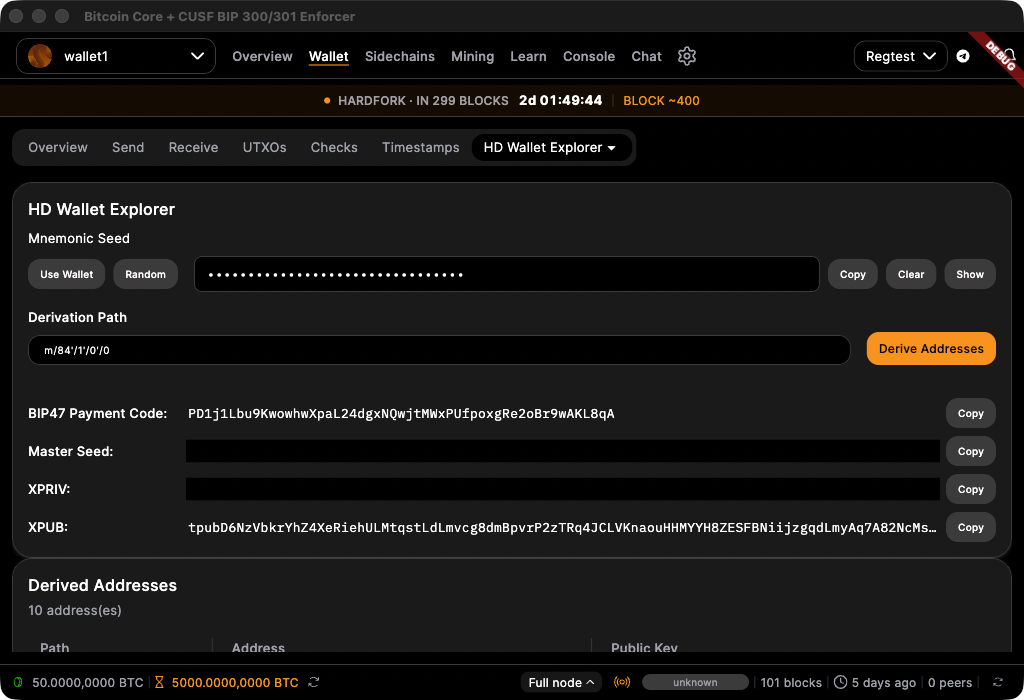 Bitcoin Core + CUSF BIP 300/301 Enforcer
wallet1 Overview Wallet Sidechains Mining Learn Console Chat Regtest DEBUG
HARDFORK · IN 299 BLOCKS 2d 01:49:44 BLOCK ~400
Overview Send Receive UTXOs Checks Timestamps HD Wallet Explorer
HD Wallet Explorer
Mnemonic Seed
Use Wallet Random •••••••••••••••••••••••••••••••• Copy Clear Show
Derivation Path
m/84'/1'/0'/0 Derive Addresses
BIP47 Payment Code: PD1j1Lbu9KwowhwXpaL24dgxNQwjtMWxPUfpoxgRe2oBr9wAKL8qA Copy
Master Seed: Copy
XPRIV: Copy
XPUB: tpubD6NzVbkrYhZ4XeRiehULMtqstLdLmvcg8dmBpvrP2zTRq4JCLVKnaouHHMYYH8ZESFBNiijzgqdLmyAq7A82NcMs… Copy
Derived Addresses
10 address(es)
Path Address Public Key
50.0000,0000 BTC 5000.0000,0000 BTC Full node unknown 101 blocks 5 days ago 0 peers